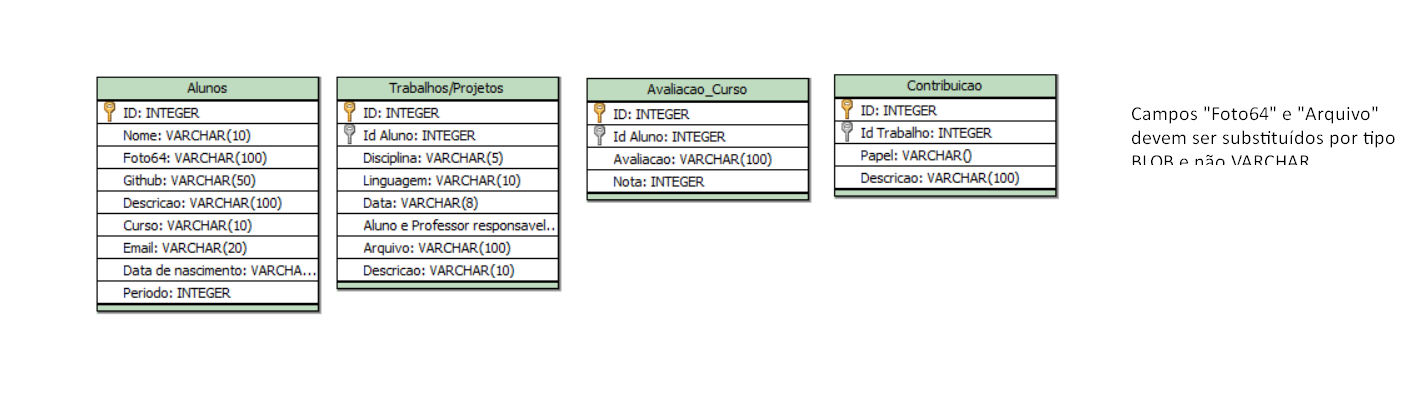 Alunos
ID: INTEGER
Nome: VARCHAR(10)
Foto64: VARCHAR(100)
Github: VARCHAR(50)
Descricao: VARCHAR(100)
Curso: VARCHAR(10)
Email: VARCHAR(20)
Data de nascimento: VARCHA...
Periodo: INTEGER
Trabalhos/Projetos
ID: INTEGER
Id Aluno: INTEGER
Disciplina: VARCHAR(5)
Linguagem: VARCHAR(10)
Data: VARCHAR(8)
Aluno e Professor responsavel..
Arquivo: VARCHAR(100)
Descricao: VARCHAR(10)
Avaliacao_Curso
ID: INTEGER
Id Aluno: INTEGER
Avaliacao: VARCHAR(100)
Nota: INTEGER
Contribuicao
ID: INTEGER
Id Trabalho: INTEGER
Papel: VARCHAR()
Descricao: VARCHAR(100)
Campos "Foto64" e "Arquivo"
devem ser substituídos por tipo
BLOB e não VARCHAR